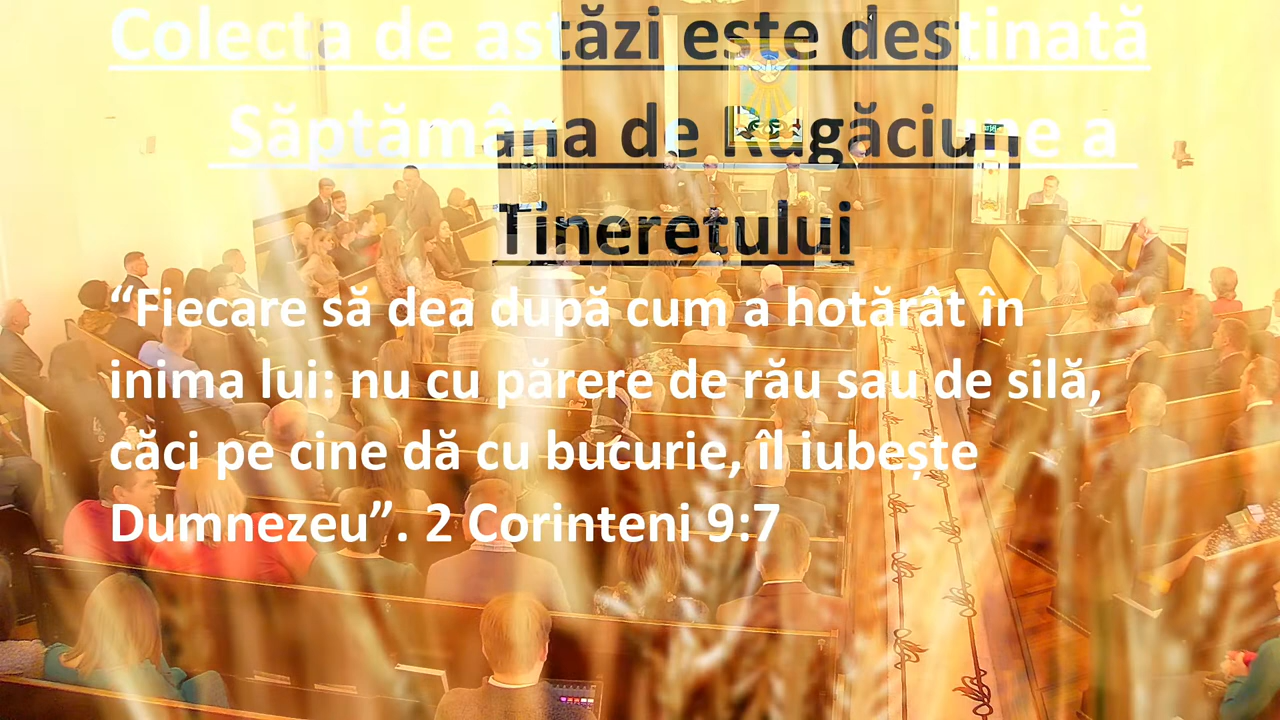 Colecta de astăzi este destinată
Săptămâna de Rugăciune a
Tineretului
“Fiecare să dea după cum a hotărât în
inima lui: nu cu părere de rău sau de silă,
căci pe cine dă cu bucurie, îl iubește
Dumnezeu”. 2 Corinteni 9:7